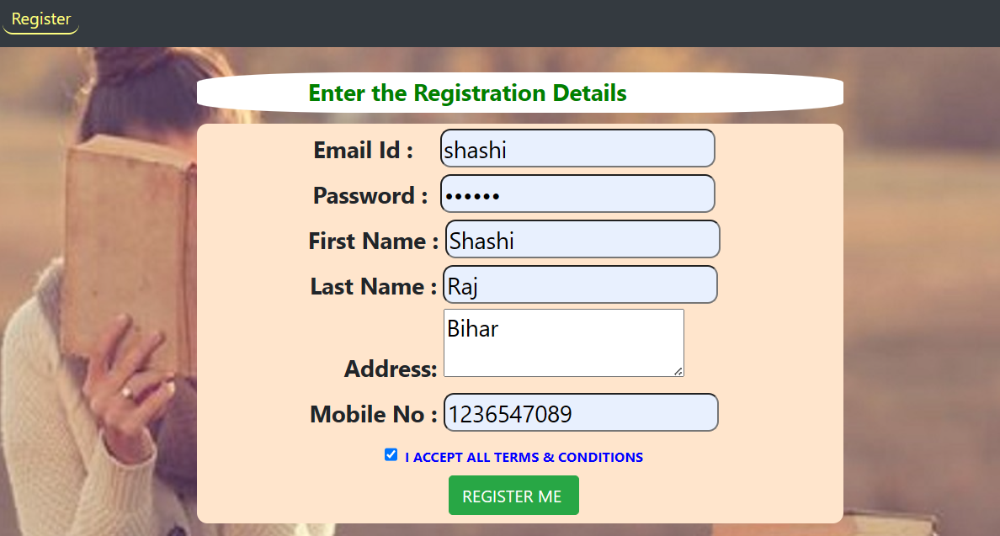 Register
Enter the Registration Details
Email Id : shashi
Password : ••••••
First Name : Shashi
Last Name : Raj
Address: Bihar
Mobile No : 1236547089
I ACCEPT ALL TERMS & CONDITIONS
REGISTER ME